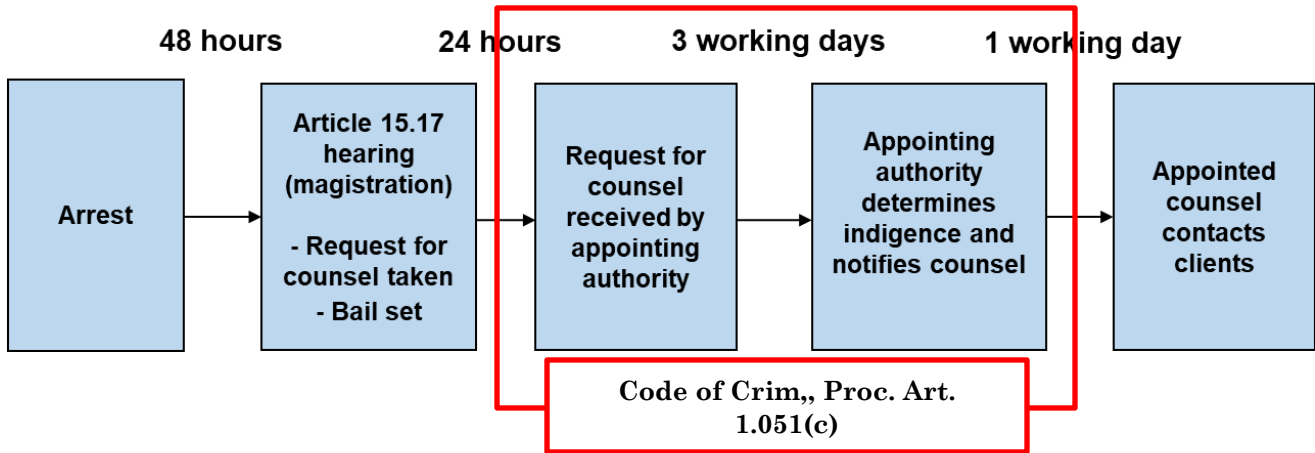 48 hours
24 hours
3 working days
1 working day
Arrest
Article 15.17
hearing
(magistration)
- Request for
counsel taken
- Bail set
Request for
counsel
received by
appointing
authority
Appointing
authority
determines
indigence and
notifies counsel
Appointed
counsel
contacts
clients
Code of Crim,, Proc. Art.
1.051(c)